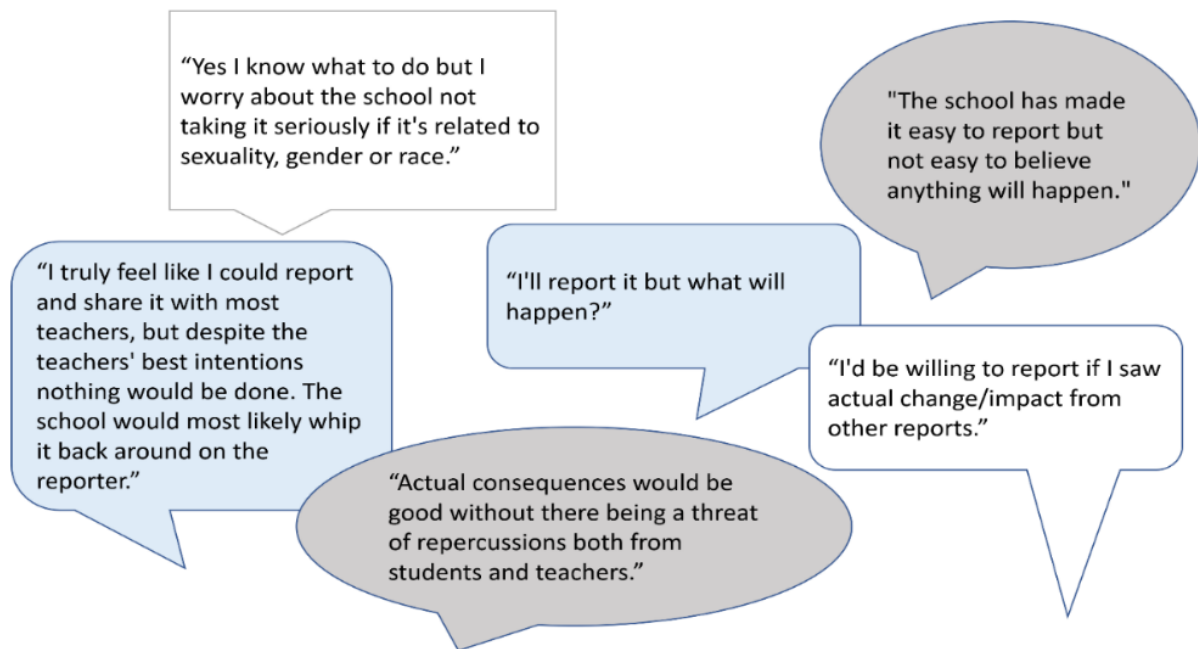 “Yes I know what to do but I
worry about the school not
taking it seriously if it's related to
sexuality, gender or race.”
"The school has made
it easy to report but
not easy to believe
anything will happen."
“I truly feel like I could report
and share it with most
teachers, but despite the
teachers' best intentions
nothing would be done. The
school would most likely whip
it back around on the
reporter.”
“I'll report it but what will
happen?”
“I'd be willing to report if I saw
actual change/impact from
other reports.”
“Actual consequences would be
good without there being a threat
of repercussions both from
students and teachers.”